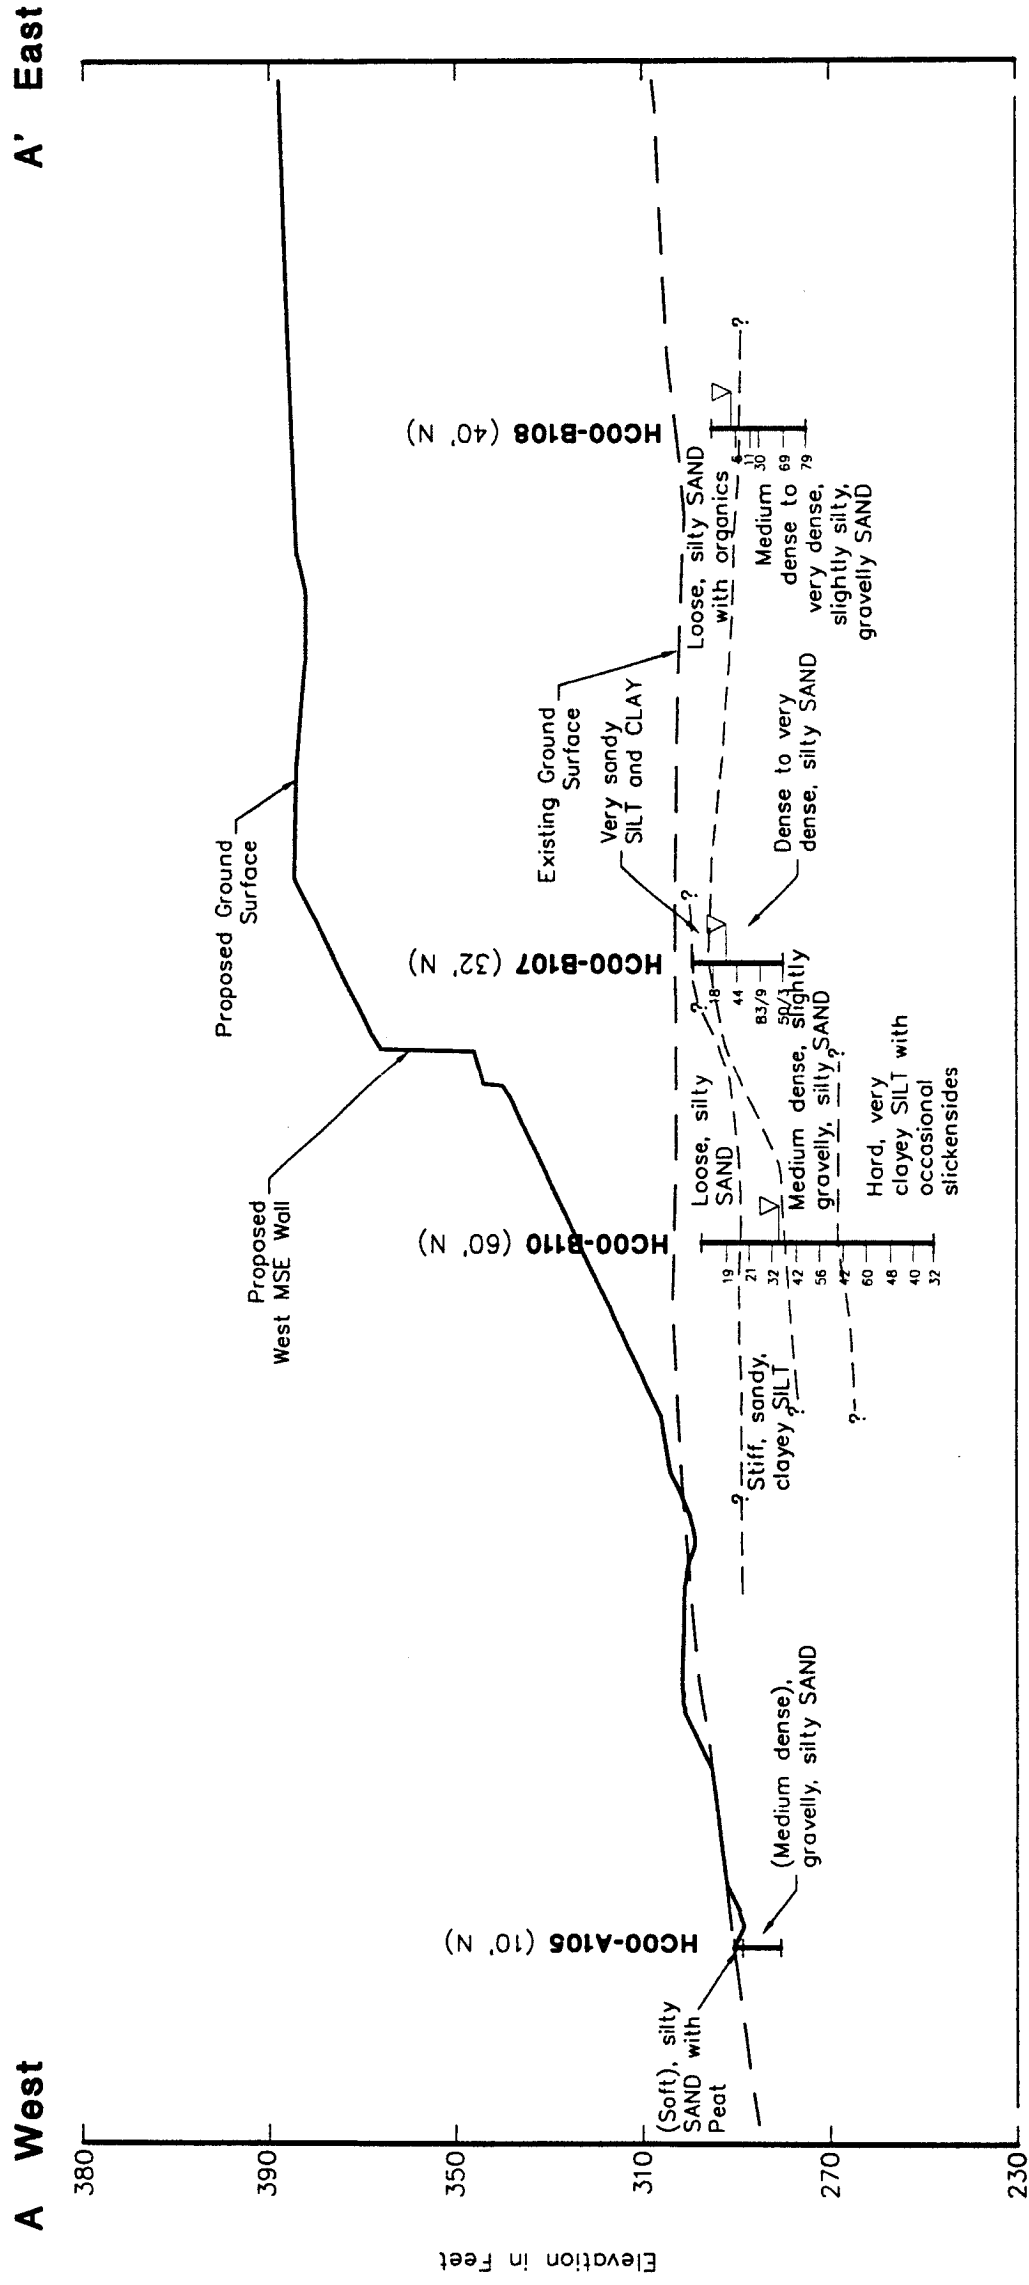 A West
A' East
Elevation in Feet
380
390
350
310
270
230
Proposed
West MSE Wall
Proposed Ground
Surface
Existing Ground
Surface
Very sandy
SILT and CLAY
HC00-A105 (10' N)
HC00-B110 (60' N)
HC00-B107 (32' N)
HC00-B108 (40' N)
(Soft), silty
SAND with
Peat
(Medium dense),
gravelly, silty SAND
Stiff, sandy,
clayey SILT
?
?
?
Loose, silty
SAND
Medium dense, slightly
gravelly, silty SAND
?
?
Hard, very
clayey SILT with
occasional
slickensides
19
21
32
42
56
42
60
48
40
32
?
18
44
83/9
50/3
Dense to very
dense, silty SAND
Loose, silty SAND
with organics
Medium
dense to
very dense,
slightly silty,
gravelly SAND
6
11
30
69
79
?